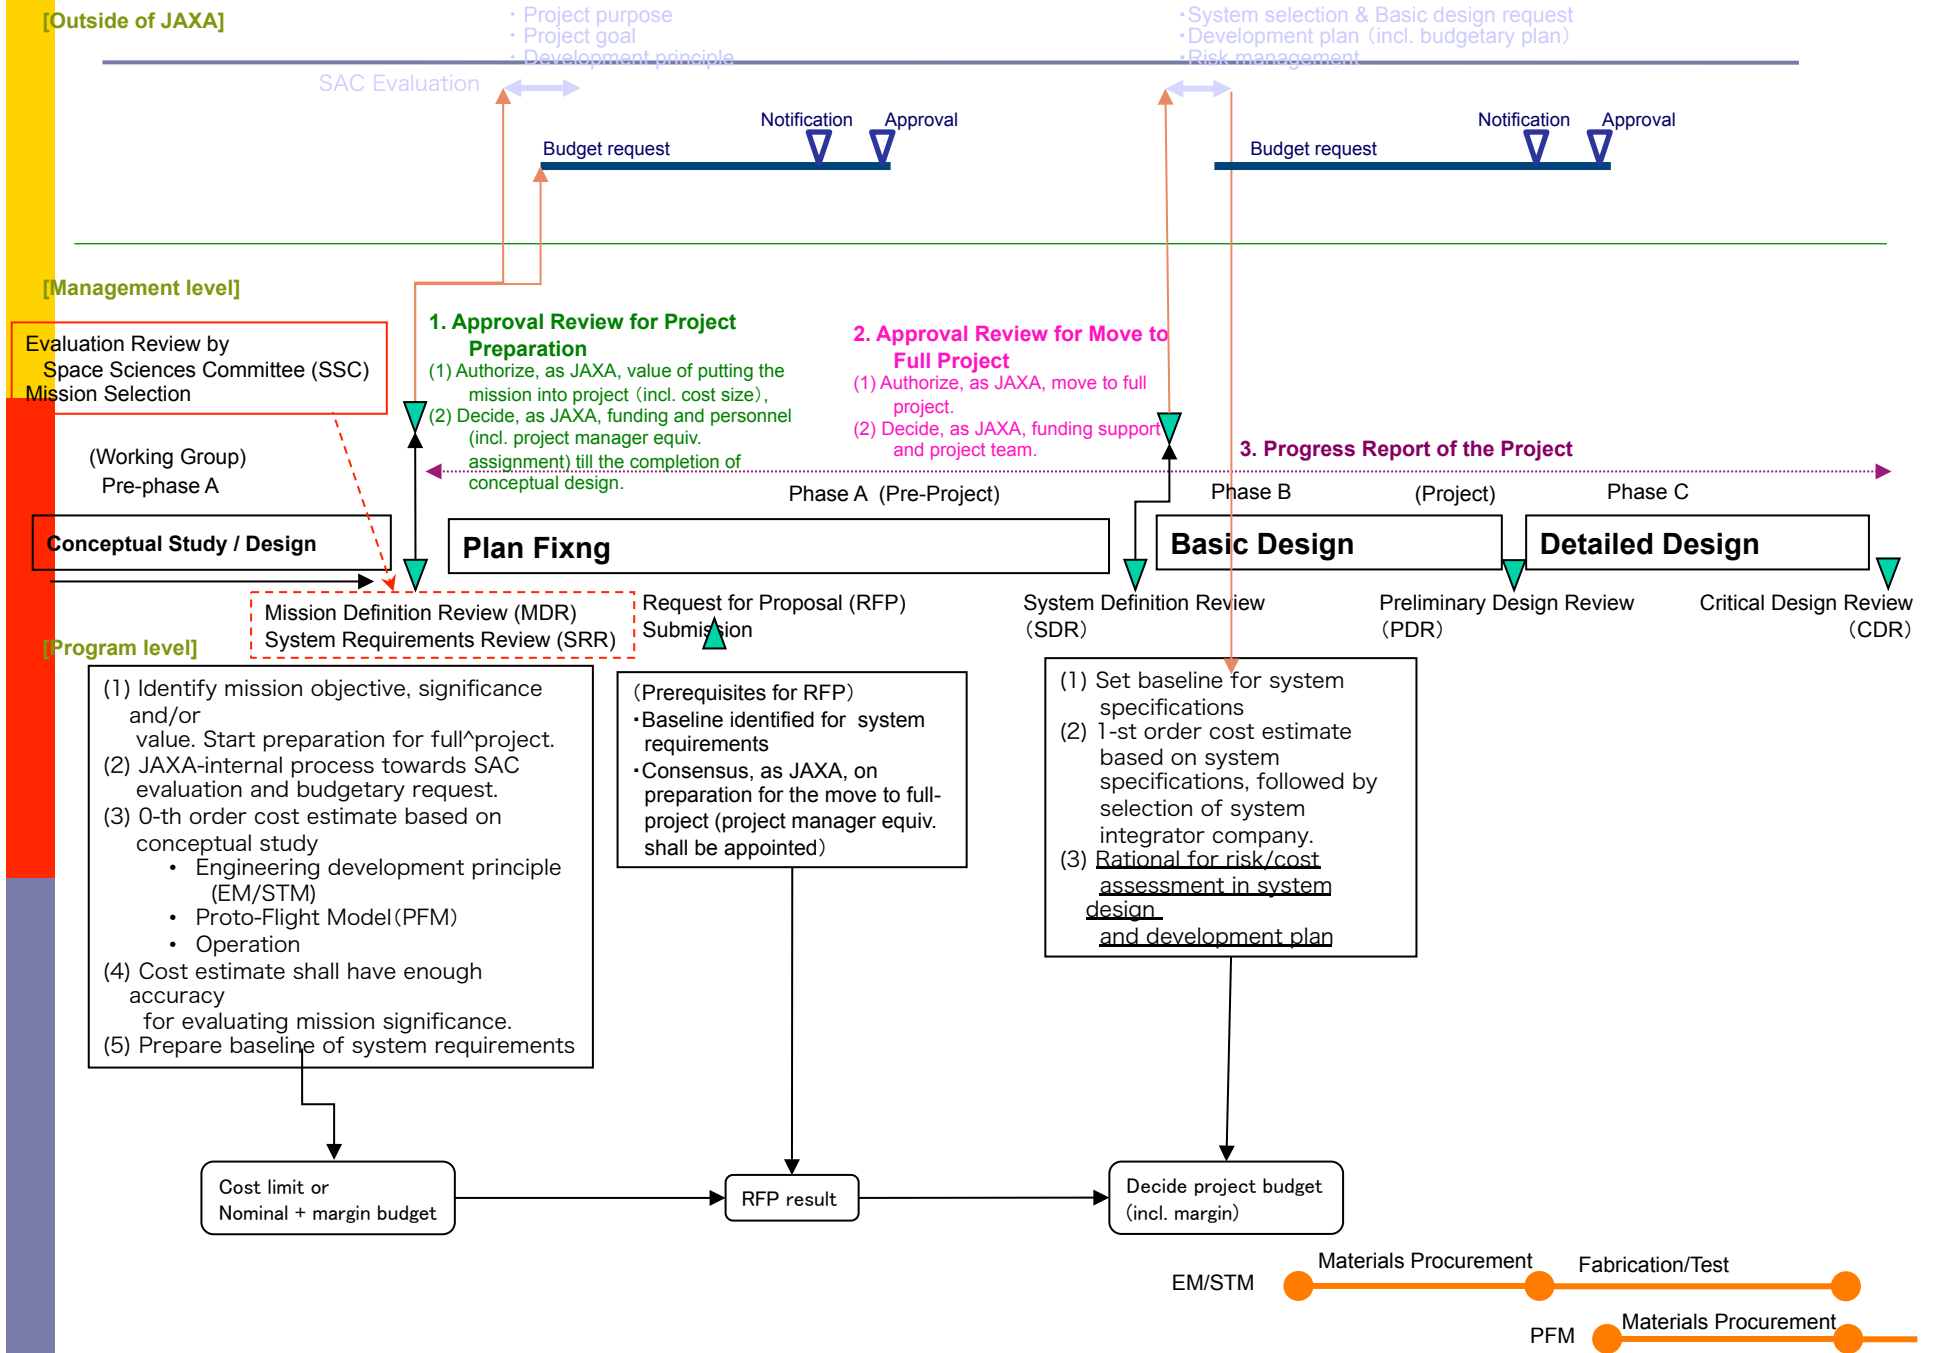 [Outside of JAXA]
・Project purpose
・Project goal
・Development principle
・System selection & Basic design request
・Development plan (incl. budgetary plan)
・Risk management
SAC Evaluation
Notification
Approval
Budget request
Notification
Approval
Budget request
[Management level]
Evaluation Review by
Space Sciences Committee (SSC)
Mission Selection
1. Approval Review for Project
Preparation
(1) Authorize, as JAXA, value of putting the
mission into project (incl. cost size),
(2) Decide, as JAXA, funding and personnel
(incl. project manager equiv.
assignment) till the completion of
conceptual design.
2. Approval Review for Move to
Full Project
(1) Authorize, as JAXA, move to full
project.
(2) Decide, as JAXA, funding support
and project team.
3. Progress Report of the Project
(Working Group)
Pre-phase A
Phase A (Pre-Project)
Phase B
(Project)
Phase C
Conceptual Study / Design
Plan Fixng
Basic Design
Detailed Design
Mission Definition Review (MDR)
System Requirements Review (SRR)
Request for Proposal (RFP)
Submission
System Definition Review
(SDR)
Preliminary Design Review
(PDR)
Critical Design Review
(CDR)
[Program level]
(1) Identify mission objective, significance
and/or
value. Start preparation for full^project.
(2) JAXA-internal process towards SAC
evaluation and budgetary request.
(3) 0-th order cost estimate based on
conceptual study
• Engineering development principle
(EM/STM)
• Proto-Flight Model(PFM)
• Operation
(4) Cost estimate shall have enough
accuracy
for evaluating mission significance.
(5) Prepare baseline of system requirements
(Prerequisites for RFP)
・Baseline identified for system
requirements
・Consensus, as JAXA, on
preparation for the move to full-
project (project manager equiv.
shall be appointed)
(1) Set baseline for system
specifications
(2) 1-st order cost estimate
based on system
specifications, followed by
selection of system
integrator company.
(3) Rational for risk/cost
assessment in system
design
and development plan
Cost limit or
Nominal + margin budget
RFP result
Decide project budget
(incl. margin)
EM/STM
Materials Procurement
Fabrication/Test
PFM
Materials Procurement